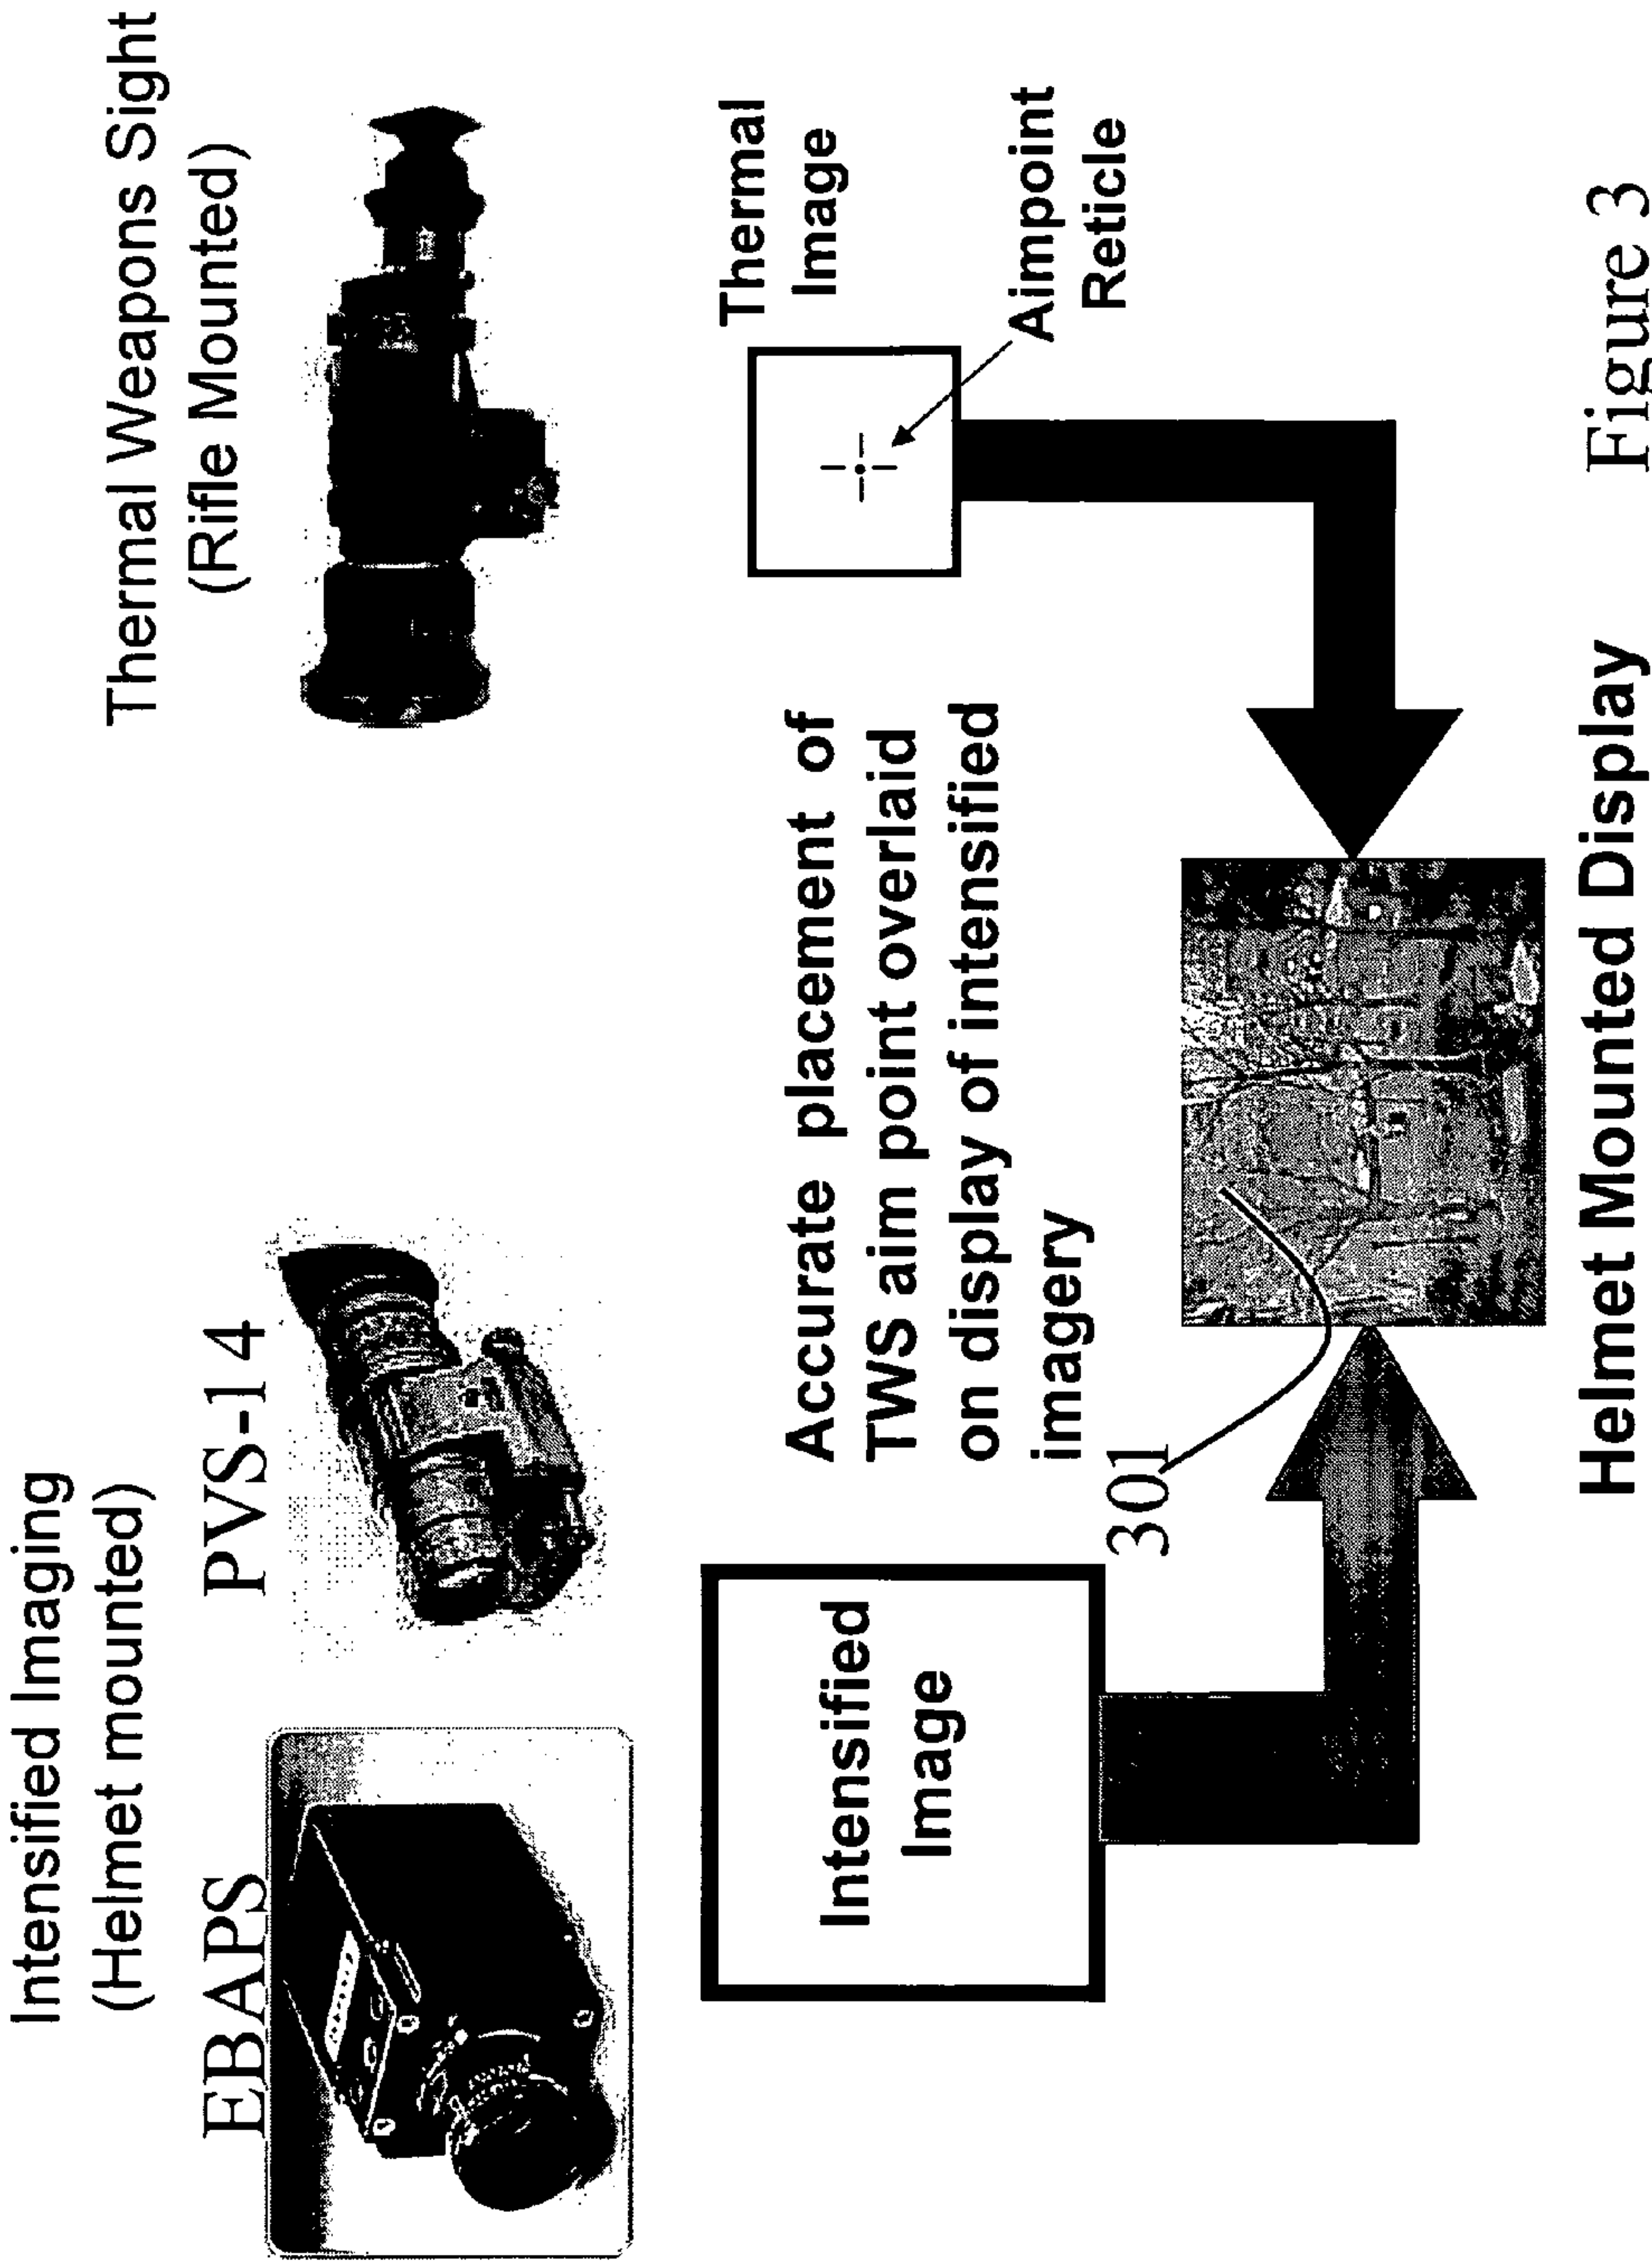 Intensified Imaging
(Helmet mounted)
EBAPS
PVS-14
Thermal Weapons Sight
(Rifle Mounted)
Intensified
Image
Accurate placement of
TWS aim point overlaid
on display of intensified
imagery
301
Thermal
Image
Aimpoint
Reticle
Helmet Mounted Display
Figure 3